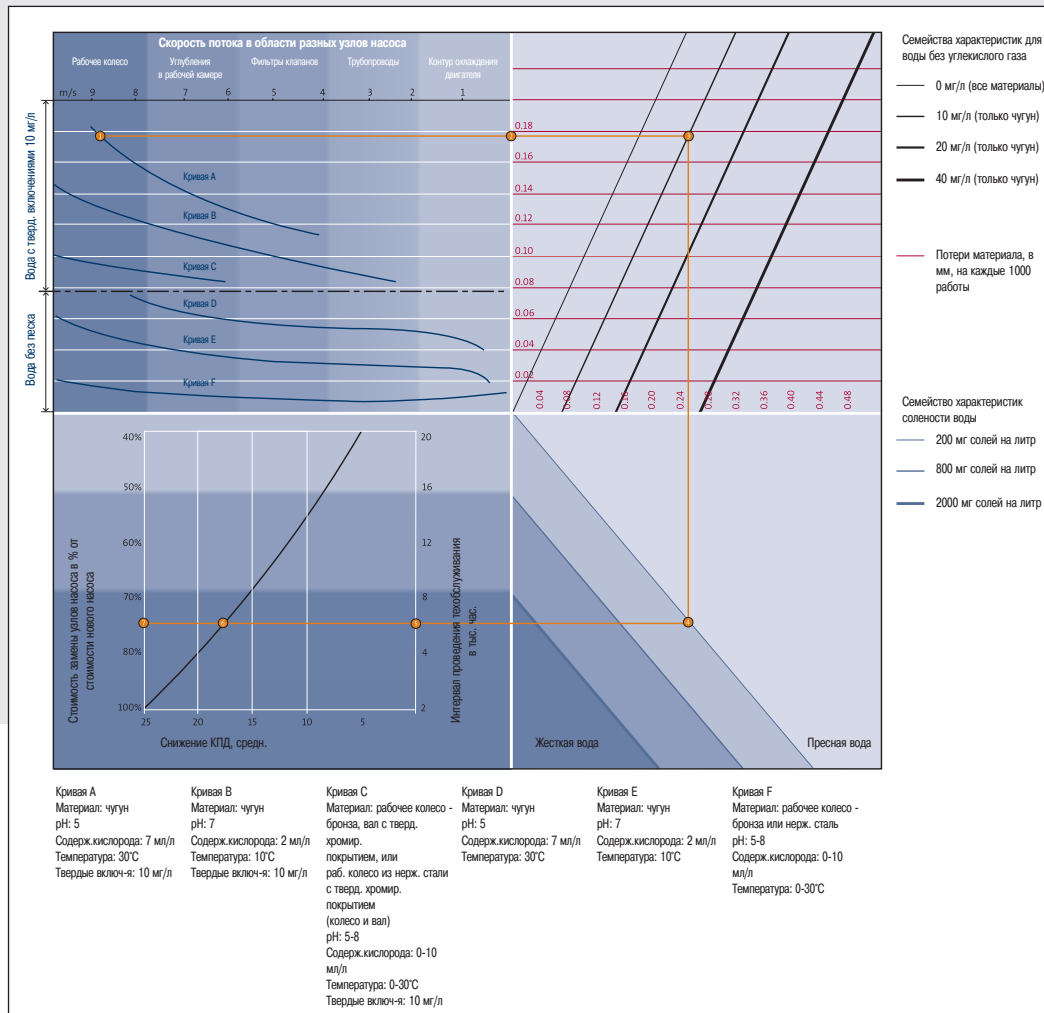 Скорость потока в области разных узлов насоса
Рабочее колесо
Углубления
в рабочей камере
Фильтры клапанов
Трубопроводы
Контур охлаждения
двигателя
m/s 9 8 7 6 5 4 3 2 1
Вода с тверд. включениями 10 мг/л
Вода без песка
Кривая A
Кривая B
Кривая C
Кривая D
Кривая E
Кривая F
1
2
3
0.18
0.16
0.14
0.12
0.10
0.08
0.06
0.04
0.02
0.04 0.08 0.12 0.16 0.20 0.24 0.28 0.32 0.36 0.40 0.44 0.48
Семейства характеристик для
воды без углекислого газа
0 мг/л (все материалы)
10 мг/л (только чугун)
20 мг/л (только чугун)
40 мг/л (только чугун)
Потери материала, в
мм, на каждые 1000
работы
Семейство характеристик
солености воды
200 мг солей на литр
800 мг солей на литр
2000 мг солей на литр
Стоимость замены узлов насоса в % от
стоимости нового насоса
40%
50%
60%
70%
80%
100%
20
16
12
8
4
2
Интервал проведения техобслуживания
в тыс. час.
7
6
5
4
25 20 15 10 5
Снижение КПД, средн.
Жесткая вода
Пресная вода
Кривая A
Материал: чугун
pH: 5
Содерж.кислорода: 7 мл/л
Температура: 30°C
Твердые включ-я: 10 мг/л
Кривая B
Материал: чугун
pH: 7
Содерж.кислорода: 2 мл/л
Температура: 10°C
Твердые включ-я: 10 мг/л
Кривая C
Материал: рабочее колесо -
бронза, вал с тверд.
хромир.
покрытием, или
раб. колесо из нерж. стали
с тверд. хромир.
покрытием
(колесо и вал)
pH: 5-8
Содерж.кислорода: 0-10
мл/л
Температура: 0-30°C
Твердые включ-я: 10 мг/л
Кривая D
Материал: чугун
pH: 5
Содерж.кислорода: 7 мл/л
Температура: 30°C
Кривая E
Материал: чугун
pH: 7
Содерж.кислорода: 2 мл/л
Температура: 10°C
Кривая F
Материал: рабочее колесо -
бронза или нерж. сталь
pH: 5-8
Содерж.кислорода: 0-10
мл/л
Температура: 0-30°C